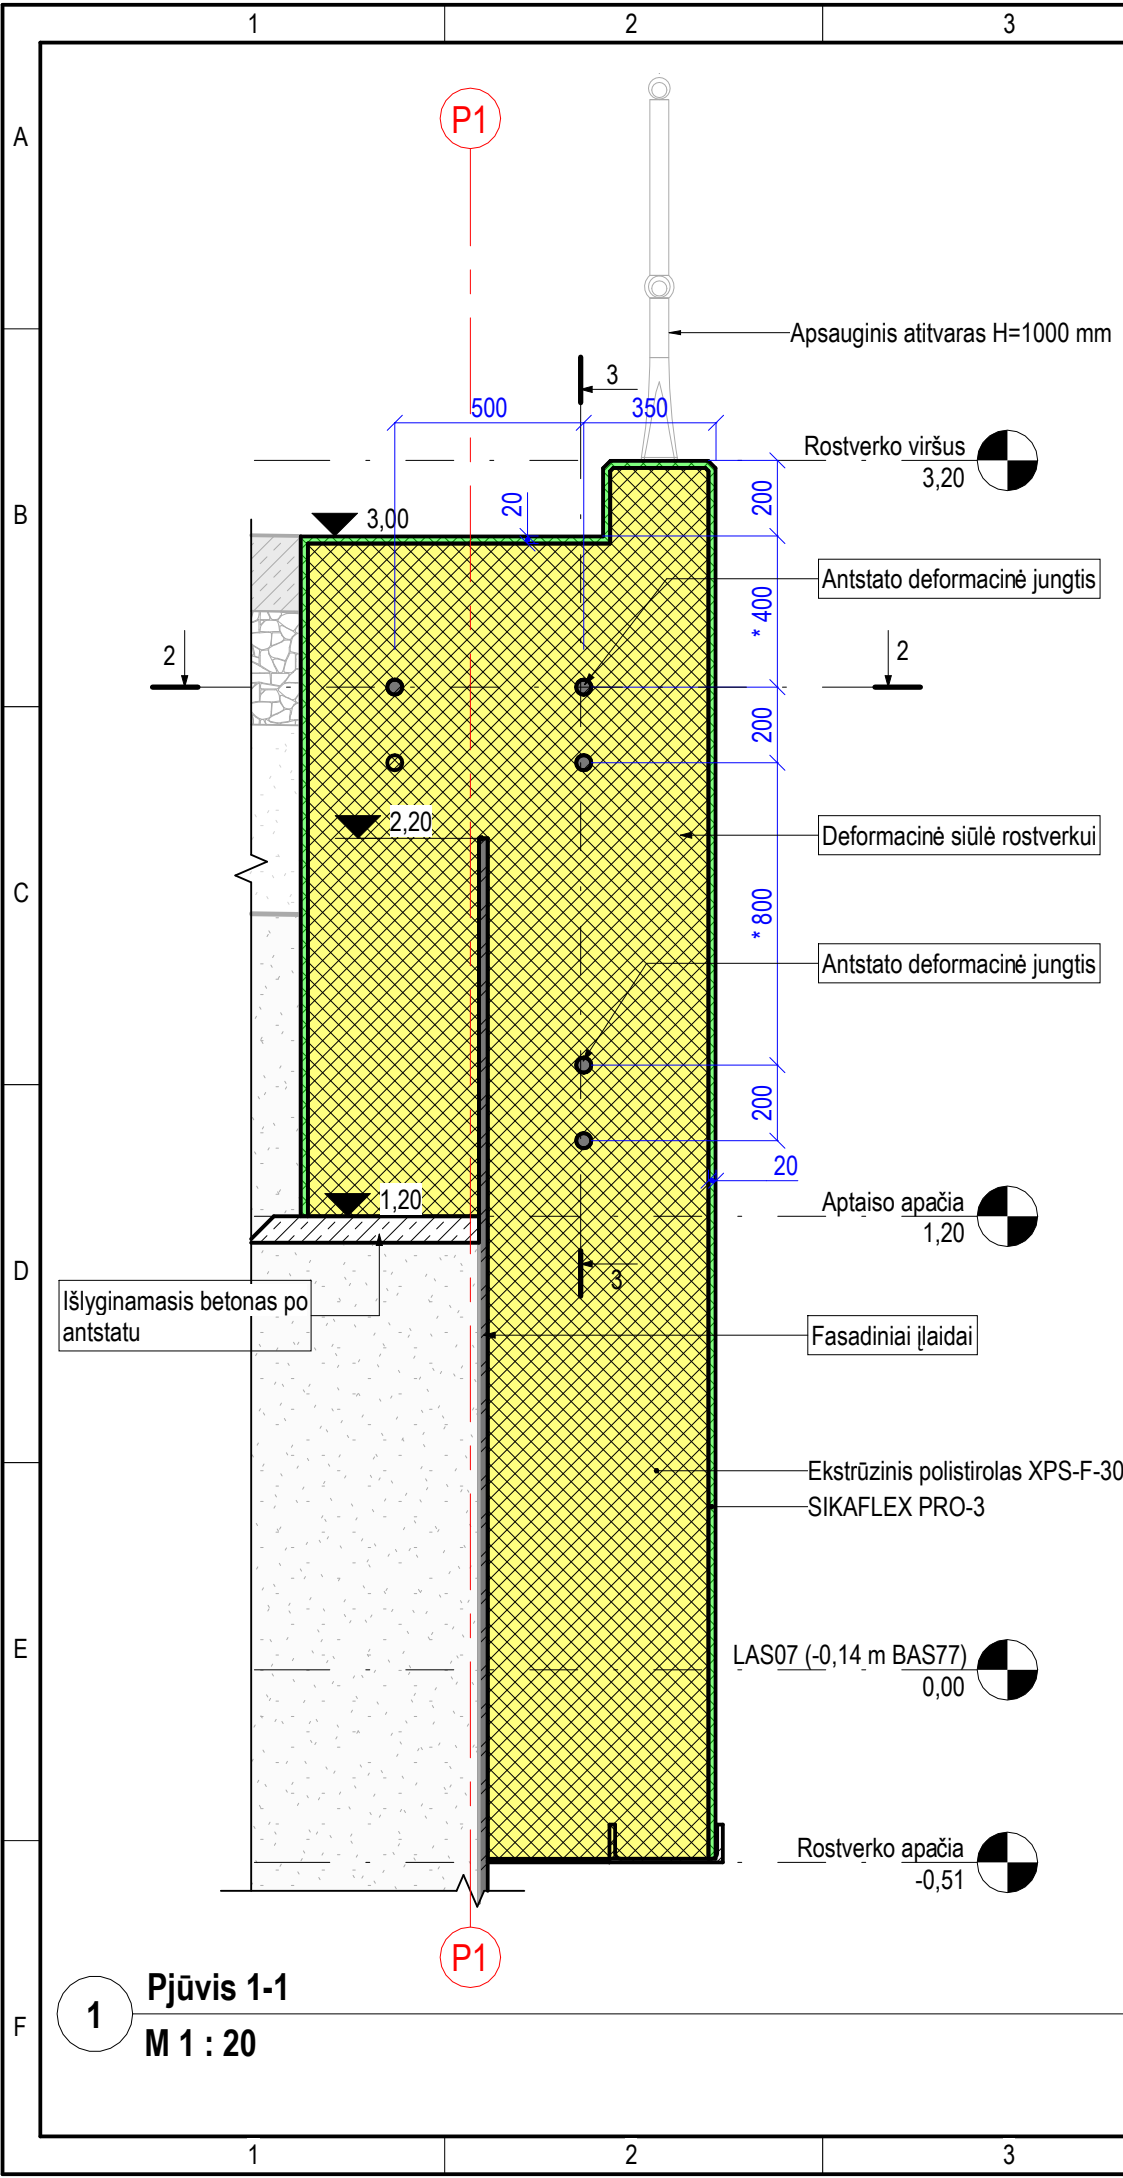 1 2 3
A
P1
Apsauginis atitvaras H=1000 mm
3
500 350
Rostverko viršus
3,20
B
3,00
20
200
Antstato deformacinė jungtis
* 400
2 2
200
2,20
Deformacinė siūlė rostverkui
C
* 800
Antstato deformacinė jungtis
200
20
1,20
Aptaiso apačia
1,20
D
3
Išlyginamasis betonas po
antstatu
Fasadiniai įlaidai
Ekstrūzinis polistirolas XPS-F-30
SIKAFLEX PRO-3
E
LAS07 (-0,14 m BAS77)
0,00
Rostverko apačia
-0,51
P1
Pjūvis 1-1
1
F
M 1 : 20
1 2 3